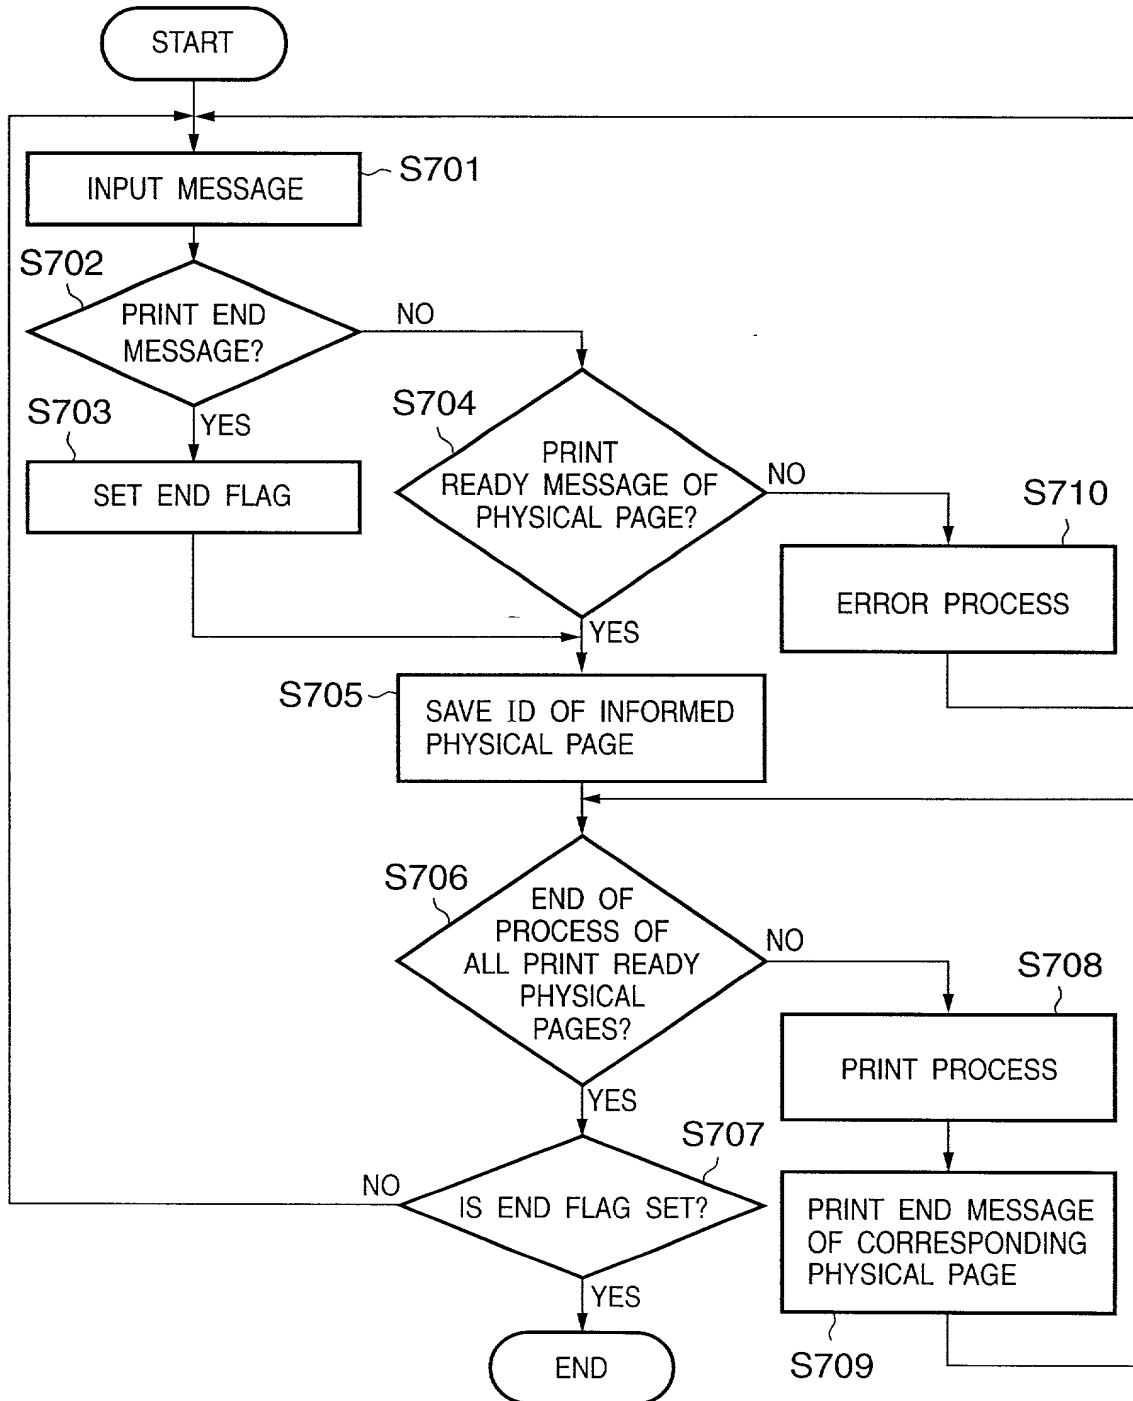 START
INPUT MESSAGE
S701
S702
PRINT END
MESSAGE?
NO
YES
S703
SET END FLAG
S704
PRINT
READY MESSAGE OF
PHYSICAL PAGE?
NO
YES
S710
ERROR PROCESS
S705
SAVE ID OF INFORMED
PHYSICAL PAGE
S706
END OF
PROCESS OF
ALL PRINT READY
PHYSICAL
PAGES?
NO
YES
S708
PRINT PROCESS
S707
IS END FLAG SET?
NO
YES
PRINT END MESSAGE
OF CORRESPONDING
PHYSICAL PAGE
S709
END